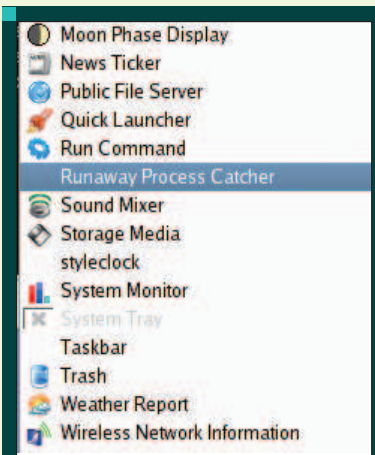 Moon Phase Display
News Ticker
Public File Server
Quick Launcher
Run Command
Runaway Process Catcher
Sound Mixer
Storage Media
styleclock
System Monitor
System Tray
Taskbar
Trash
Weather Report
Wireless Network Information